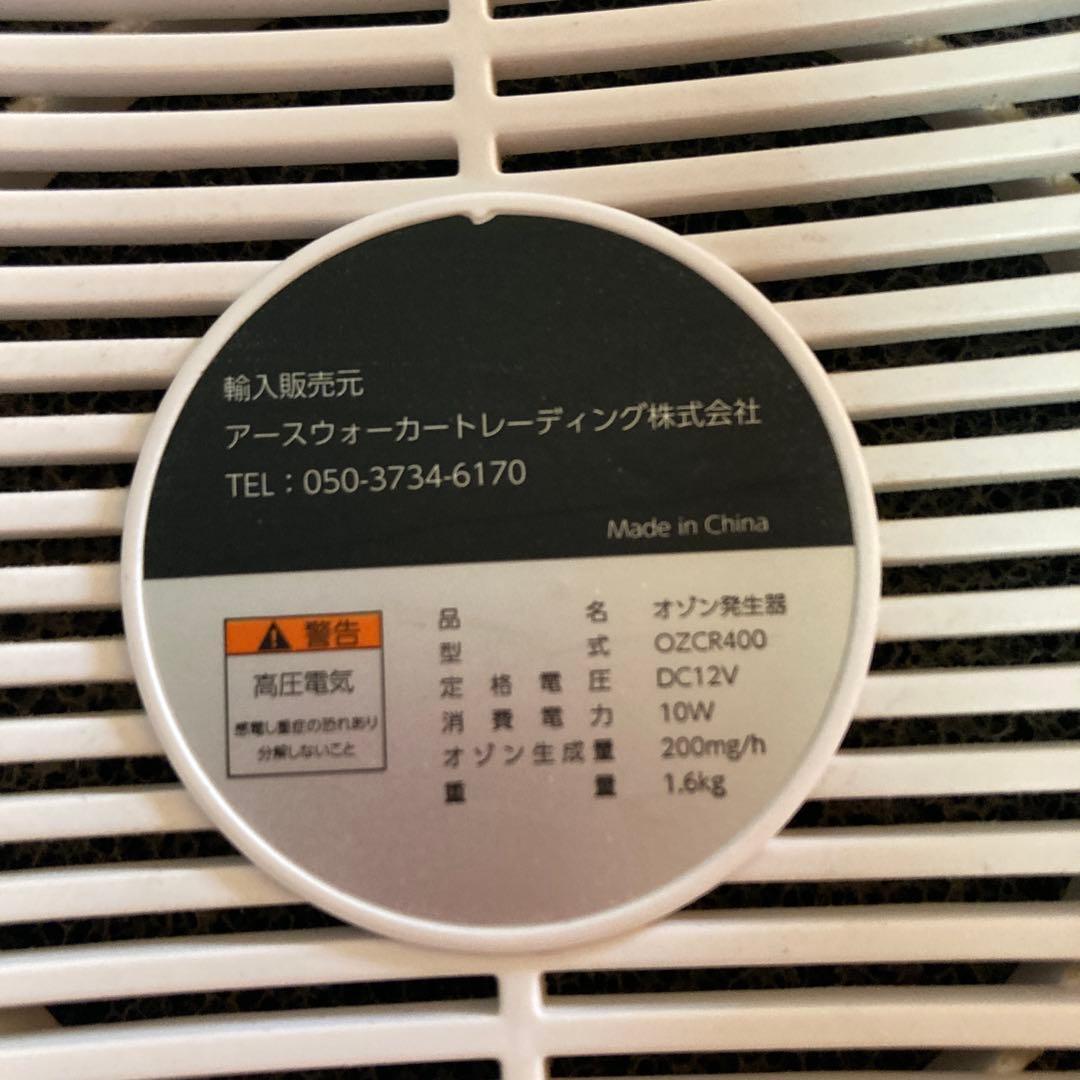 輸入販売元
アースウォーカートレーディング株式会社
TEL：050-3734-6170
Made in China
警告
高圧電気
感電し重症の恐れあり
分解しないこと
品名 オゾン発生器
型式 OZCR400
定格電圧 DC12V
消費電力 10W
オゾン生成量 200mg/h
重量 1.6kg